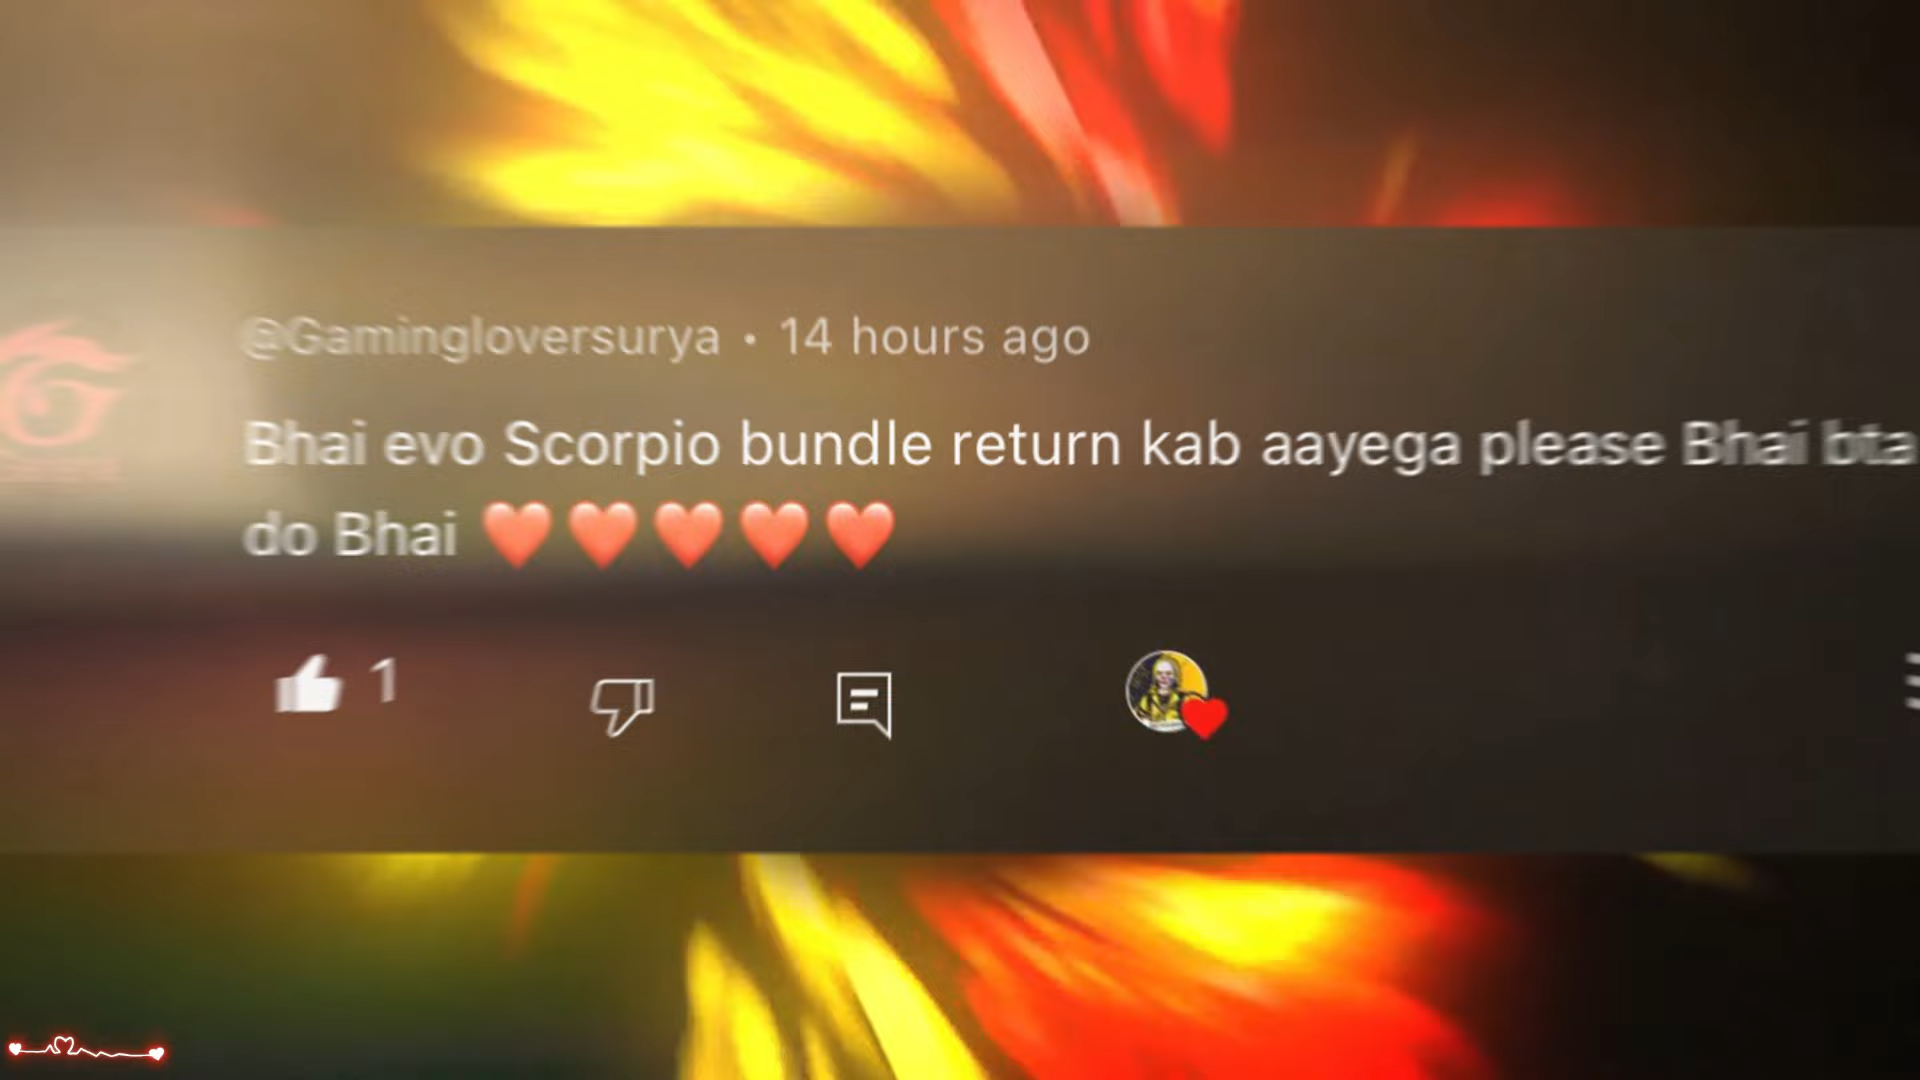 @Gamingloversurya • 14 hours ago
Bhai evo Scorpio bundle return kab aayega please Bhai bta
do Bhai ❤️❤️❤️❤️❤️
1